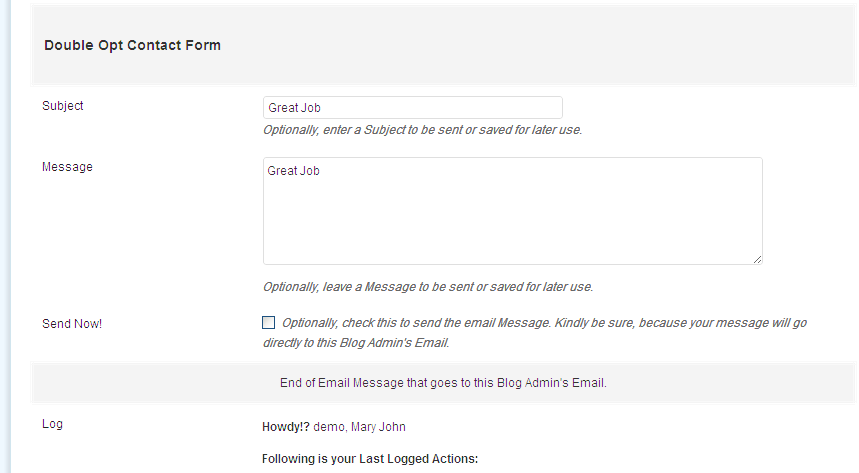 Double Opt Contact Form
Subject
Great Job
Optionally, enter a Subject to be sent or saved for later use.
Message
Great Job
Optionally, leave a Message to be sent or saved for later use.
Send Now!
Optionally, check this to send the email Message. Kindly be sure, because your message will go
directly to this Blog Admin's Email.
End of Email Message that goes to this Blog Admin's Email.
Log
Howdy!? demo, Mary John
Following is your Last Logged Actions: